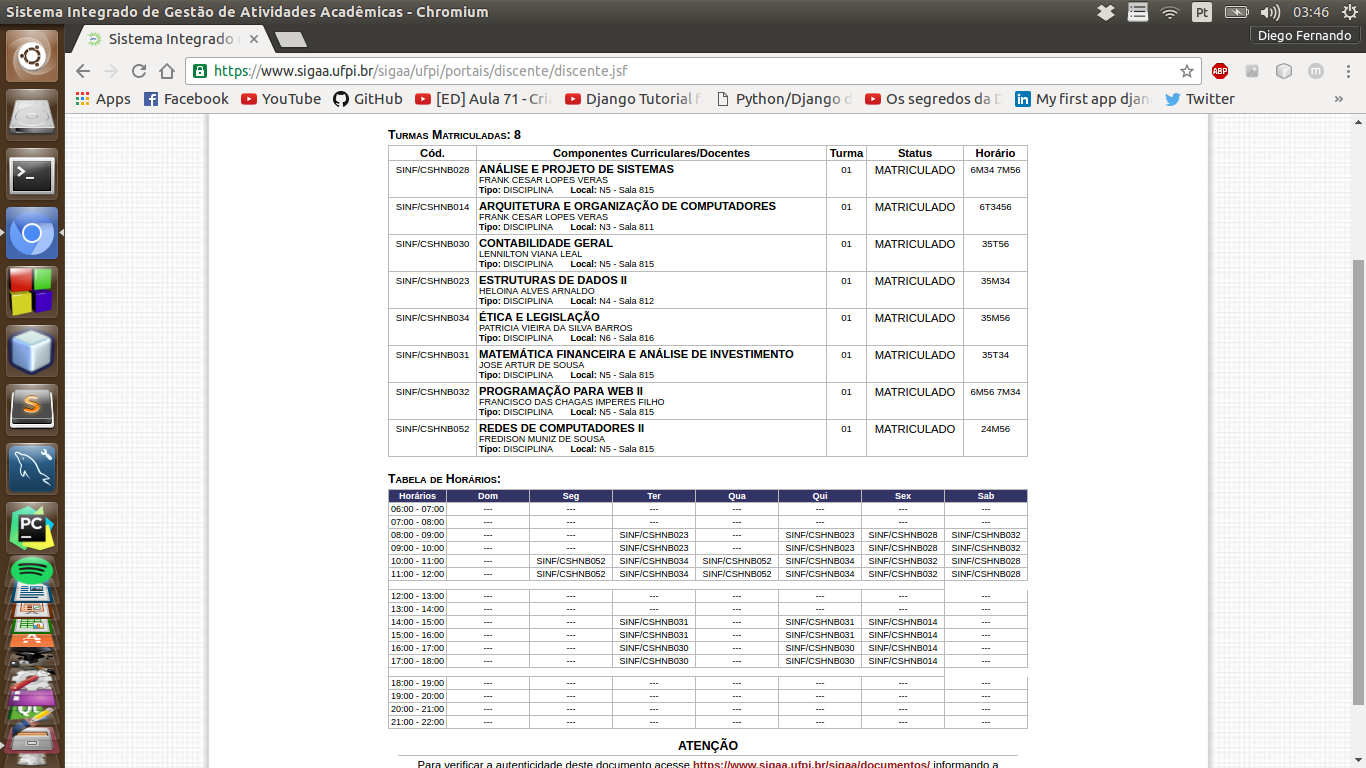 Sistema Integrado de Gestão de Atividades Acadêmicas - Chromium
Pt
03:46
Sistema Integrado
Diego Fernando
https://www.sigaa.ufpi.br/sigaa/ufpi/portais/discente/discente.jsf
ABP
m
Apps Facebook YouTube GitHub [ED] Aula 71 - Cri Django Tutorial f Python/Django d Os segredos da D My first app djan Twitter »
TURMAS MATRICULADAS: 8
Cód. Componentes Curriculares/Docentes Turma Status Horário
SINF/CSHNB028 ANÁLISE E PROJETO DE SISTEMAS 01 MATRICULADO 6M34 7M56
FRANK CESAR LOPES VERAS
Tipo: DISCIPLINA Local: N5 - Sala 815
SINF/CSHNB014 ARQUITETURA E ORGANIZAÇÃO DE COMPUTADORES 01 MATRICULADO 6T3456
FRANK CESAR LOPES VERAS
Tipo: DISCIPLINA Local: N3 - Sala 811
SINF/CSHNB030 CONTABILIDADE GERAL 01 MATRICULADO 35T56
LENNILTON VIANA LEAL
Tipo: DISCIPLINA Local: N5 - Sala 815
SINF/CSHNB023 ESTRUTURAS DE DADOS II 01 MATRICULADO 35M34
HELOINA ALVES ARNALDO
Tipo: DISCIPLINA Local: N4 - Sala 812
SINF/CSHNB034 ÉTICA E LEGISLAÇÃO 01 MATRICULADO 35M56
PATRICIA VIEIRA DA SILVA BARROS
Tipo: DISCIPLINA Local: N6 - Sala 816
SINF/CSHNB031 MATEMÁTICA FINANCEIRA E ANÁLISE DE INVESTIMENTO 01 MATRICULADO 35T34
JOSE ARTUR DE SOUSA
Tipo: DISCIPLINA Local: N5 - Sala 815
SINF/CSHNB032 PROGRAMAÇÃO PARA WEB II 01 MATRICULADO 6M56 7M34
FRANCISCO DAS CHAGAS IMPERES FILHO
Tipo: DISCIPLINA Local: N5 - Sala 815
SINF/CSHNB052 REDES DE COMPUTADORES II 01 MATRICULADO 24M56
FREDISON MUNIZ DE SOUSA
Tipo: DISCIPLINA Local: N5 - Sala 815
TABELA DE HORÁRIOS:
Horários Dom Seg Ter Qua Qui Sex Sab
06:00 - 07:00 --- --- --- --- --- --- ---
07:00 - 08:00 --- --- --- --- --- --- ---
08:00 - 09:00 --- --- SINF/CSHNB023 --- SINF/CSHNB023 SINF/CSHNB028 SINF/CSHNB032
09:00 - 10:00 --- --- SINF/CSHNB023 --- SINF/CSHNB023 SINF/CSHNB028 SINF/CSHNB032
10:00 - 11:00 --- SINF/CSHNB052 SINF/CSHNB034 SINF/CSHNB052 SINF/CSHNB034 SINF/CSHNB032 SINF/CSHNB028
11:00 - 12:00 --- SINF/CSHNB052 SINF/CSHNB034 SINF/CSHNB052 SINF/CSHNB034 SINF/CSHNB032 SINF/CSHNB028
12:00 - 13:00 --- --- --- --- --- --- ---
13:00 - 14:00 --- --- --- --- --- --- ---
14:00 - 15:00 --- --- SINF/CSHNB031 --- SINF/CSHNB031 SINF/CSHNB014 ---
15:00 - 16:00 --- --- SINF/CSHNB031 --- SINF/CSHNB031 SINF/CSHNB014 ---
16:00 - 17:00 --- --- SINF/CSHNB030 --- SINF/CSHNB030 SINF/CSHNB014 ---
17:00 - 18:00 --- --- SINF/CSHNB030 --- SINF/CSHNB030 SINF/CSHNB014 ---
18:00 - 19:00 --- --- --- --- --- --- ---
19:00 - 20:00 --- --- --- --- --- --- ---
20:00 - 21:00 --- --- --- --- --- --- ---
21:00 - 22:00 --- --- --- --- --- --- ---
ATENÇÃO
Para verificar a autenticidade deste documento acesse https://www.sigaa.ufpi.br/sigaa/documentos/ informando a
S
PC